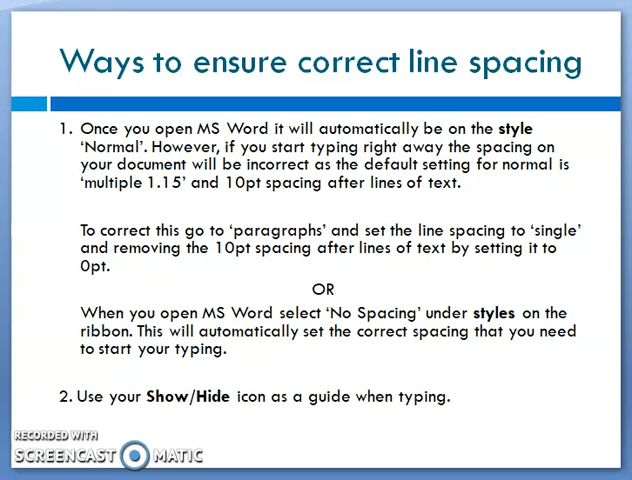 Ways to ensure correct line spacing
1. Once you open MS Word it will automatically be on the style
‘Normal’. However, if you start typing right away the spacing on
your document will be incorrect as the default setting for normal is
‘multiple 1.15’ and 10pt spacing after lines of text.
To correct this go to ‘paragraphs’ and set the line spacing to ‘single’
and removing the 10pt spacing after lines of text by setting it to
0pt.
OR
When you open MS Word select ‘No Spacing’ under styles on the
ribbon. This will automatically set the correct spacing that you need
to start your typing.
2. Use your Show/Hide icon as a guide when typing.
RECORDED WITH
SCREENCAST MATIC